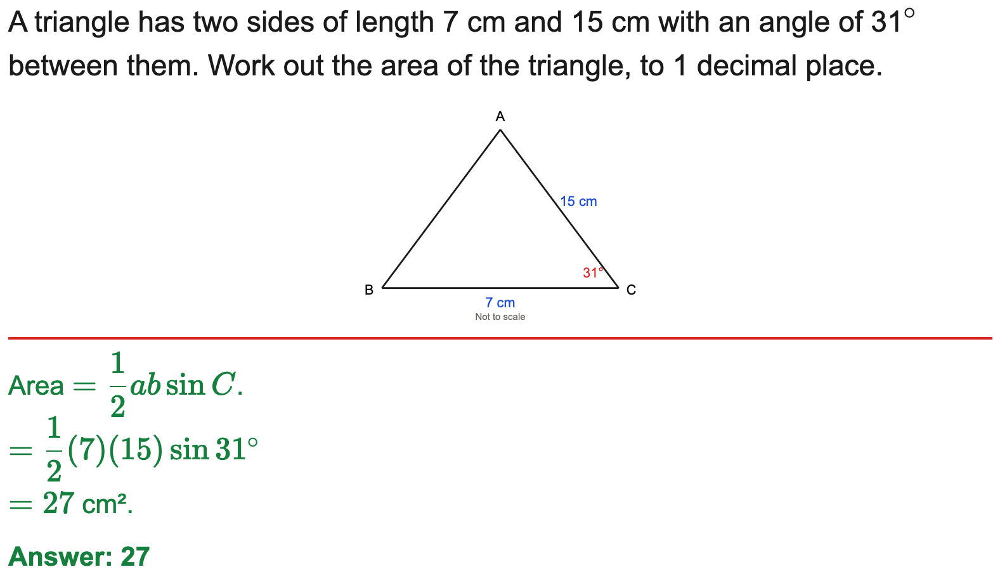 A triangle has two sides of length 7 cm and 15 cm with an angle of 31°
between them. Work out the area of the triangle, to 1 decimal place.
A
15 cm
31°
B
C
7 cm
Not to scale
Area = 1/2 ab sin C.
= 1/2 (7)(15) sin 31°
= 27 cm².
Answer: 27